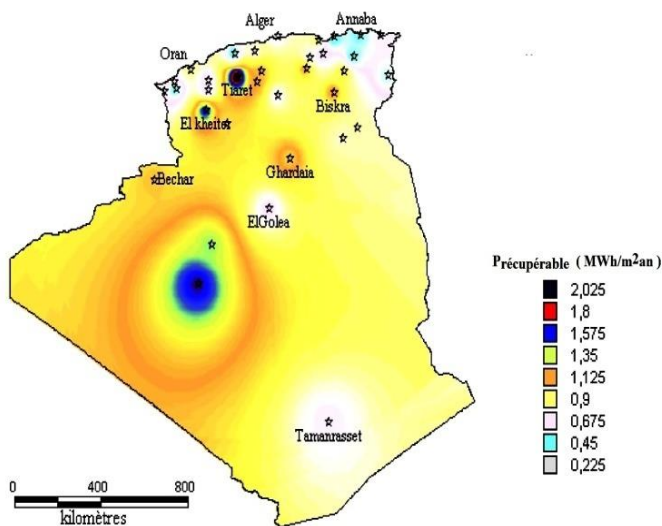 Alger
Annaba
Oran
Tiaret
Biskra
El kheiter
Ghardaia
Bechar
ElGolea
Tamanrasset
Précupérable ( MWh/m²an )
2,025
1,8
1,575
1,35
1,125
0,9
0,675
0,45
0,225
0 400 800
kilomètres